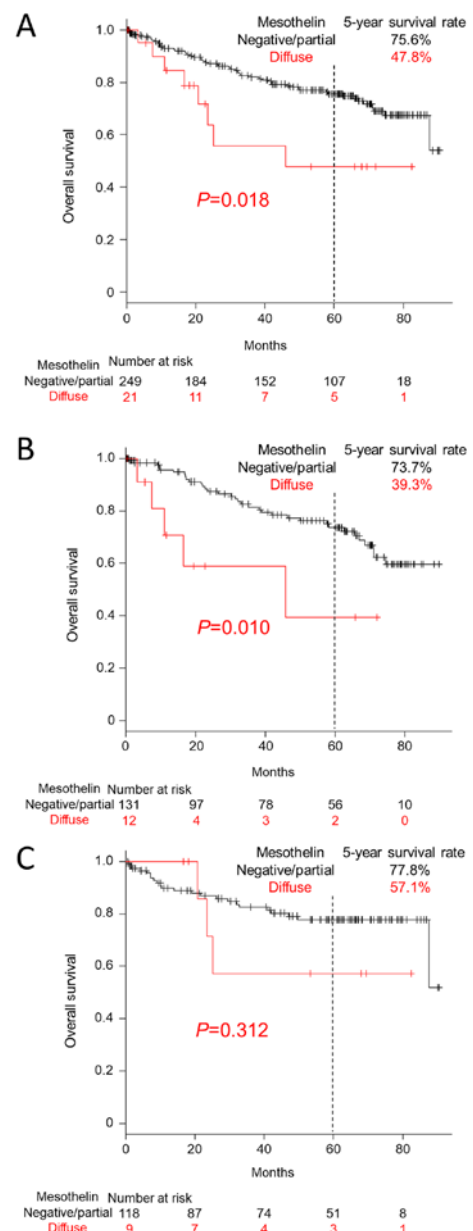 A
Mesothelin 5-year survival rate
Negative/partial 75.6%
Diffuse 47.8%
1.0
0.8
0.6
0.4
0.2
0
Overall survival
P=0.018
0 20 40 60 80
Months
Mesothelin Number at risk
Negative/partial 249 184 152 107 18
Diffuse 21 11 7 5 1
B
Mesothelin 5-year survival rate
Negative/partial 73.7%
Diffuse 39.3%
1.0
0.8
0.6
0.4
0.2
0
Overall survival
P=0.010
0 20 40 60 80
Months
Mesothelin Number at risk
Negative/partial 131 97 78 56 10
Diffuse 12 4 3 2 0
C
Mesothelin 5-year survival rate
Negative/partial 77.8%
Diffuse 57.1%
1.0
0.8
0.6
0.4
0.2
0
Overall survival
P=0.312
0 20 40 60 80
Months
Mesothelin Number at risk
Negative/partial 118 87 74 51 8
Diffuse 9 7 4 3 1